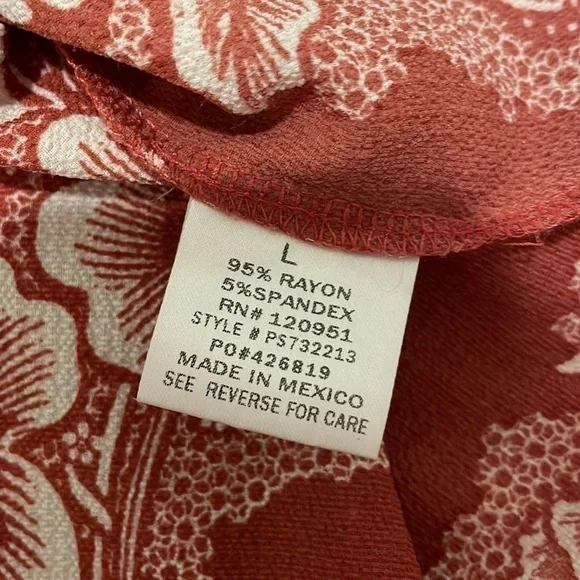 L
95% RAYON
5%SPANDEX
RN# 120951
STYLE # PS732213
PO#426819
MADE IN MEXICO
SEE REVERSE FOR CARE